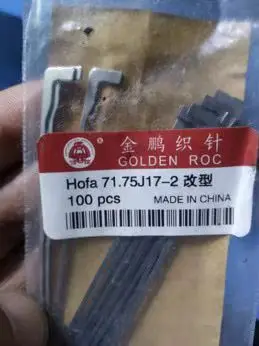 金鹏织针
GOLDEN ROC
Hofa 71.75J17-2 改型
100 pcs MADE IN CHINA